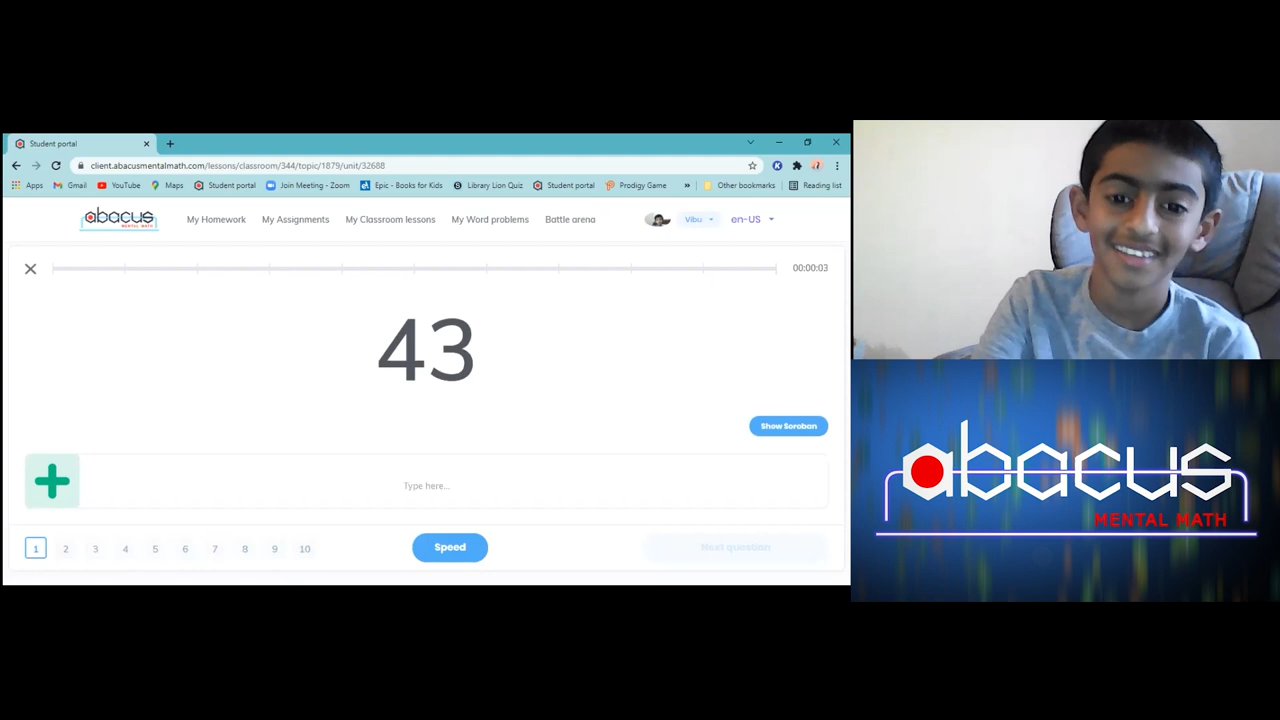 Student portal
client.abacusmentalmath.com/lessons/classroom/344/topic/1879/unit/32688
Apps Gmail YouTube Maps Student portal Join Meeting - Zoom Epic - Books for Kids Library Lion Quiz Student portal Prodigy Game » Other bookmarks Reading list
abacus
MENTAL MATH
My Homework My Assignments My Classroom lessons My Word problems Battle arena Vibu en-US
00:00:03
43
Show Soroban
Type here...
1 2 3 4 5 6 7 8 9 10 Speed Next question
abacus
MENTAL MATH